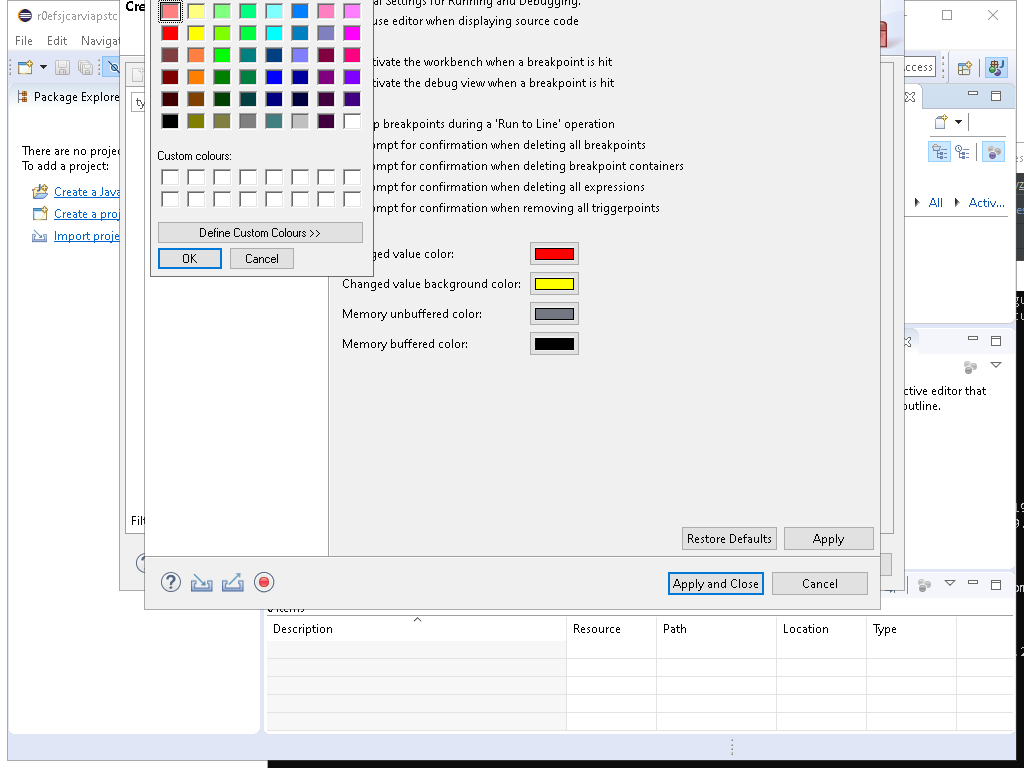 r0efsjcarviapstc
File Edit Navigat
Package Explore
There are no projec
To add a project:
Create a Java
Create a proj
Import proje
Cre
ty
Filt
Custom colours:
Define Custom Colours >>
OK Cancel
al Settings for Running and Debugging.
use editor when displaying source code
tivate the workbench when a breakpoint is hit
tivate the debug view when a breakpoint is hit
p breakpoints during a 'Run to Line' operation
ompt for confirmation when deleting all breakpoints
ompt for confirmation when deleting breakpoint containers
ompt for confirmation when deleting all expressions
ompt for confirmation when removing all triggerpoints
ged value color:
Changed value background color:
Memory unbuffered color:
Memory buffered color:
Restore Defaults Apply
Apply and Close Cancel
ccess
All Activ...
ctive editor that
outline.
items
Description Resource Path Location Type